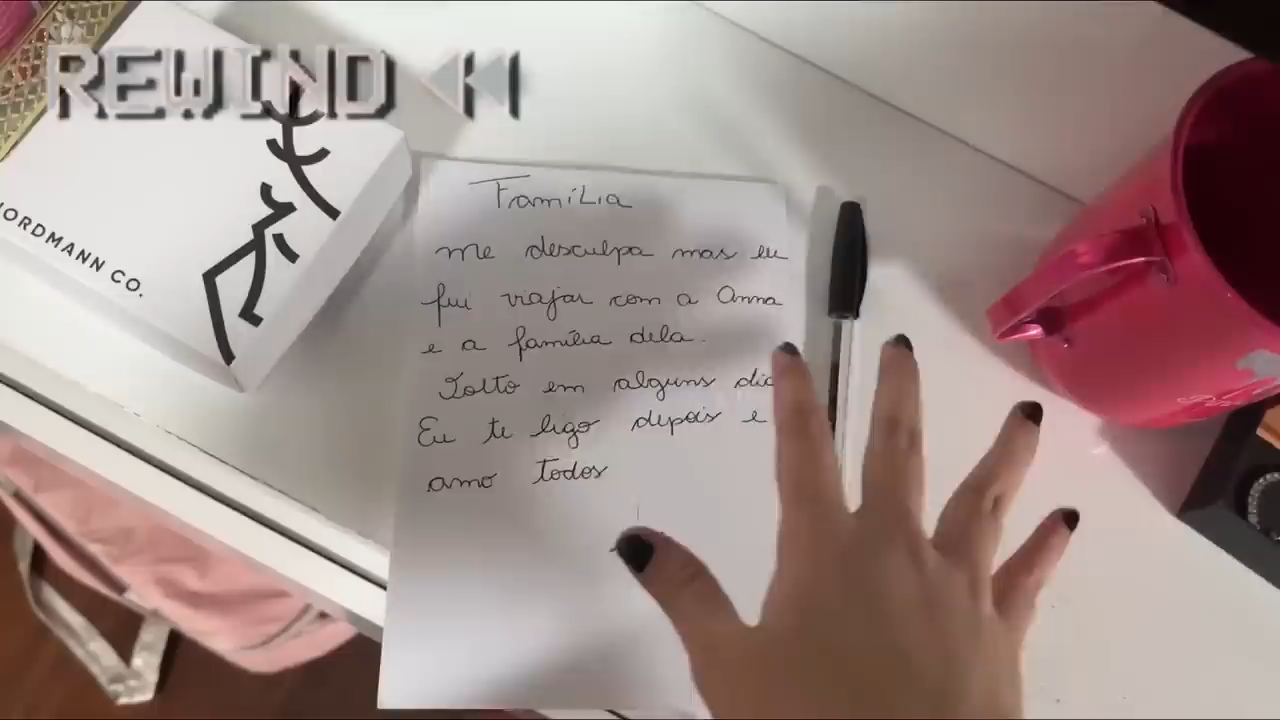 REWIND
NORDMANN CO.
Família
me desculpa mas eu
fui viajar com a Anna
e a família dela.
Volto em alguns dia
Eu te ligo depois e
amo todos